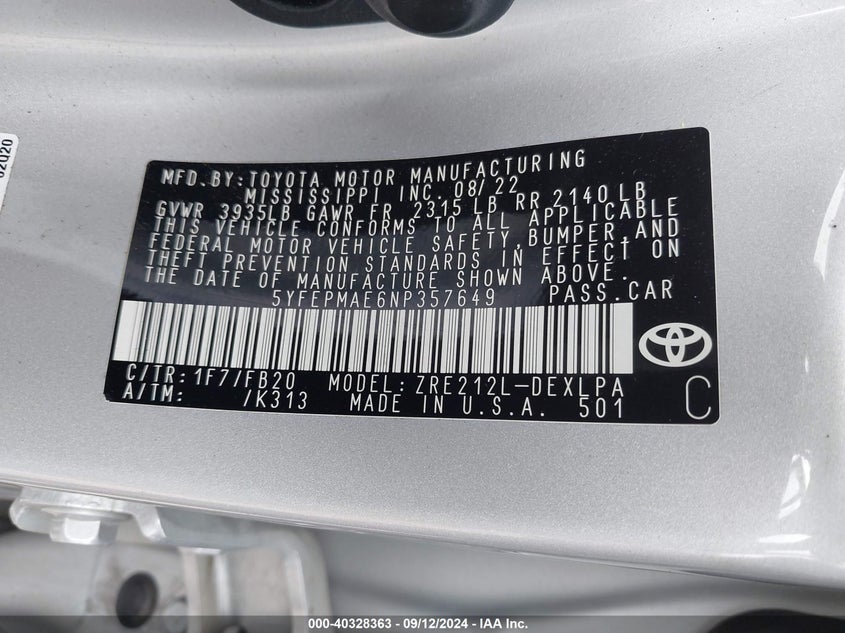 02Q20
MFD.BY:TOYOTA MOTOR MANUFACTURING
MISSISSIPPI INC. 08/22
GVWR 3935LB GAWR FR 2315 LB RR 2140LB
THIS VEHICLE CONFORMS TO ALL APPLICABLE
FEDERAL MOTOR VEHICLE SAFETY,BUMPER,AND
THEFT PREVENTION STANDARDS IN EFFECT ON
THE DATE OF MANUFACTURE SHOWN ABOVE.
5YFEPMAE6NP357649 PASS.CAR
C/TR: 1F7/FB20 MODEL: ZRE212L-DEXLPA
A/TM: /K313 MADE IN U.S.A. 501
C
000-40328363 - 09/12/2024 - IAA Inc.